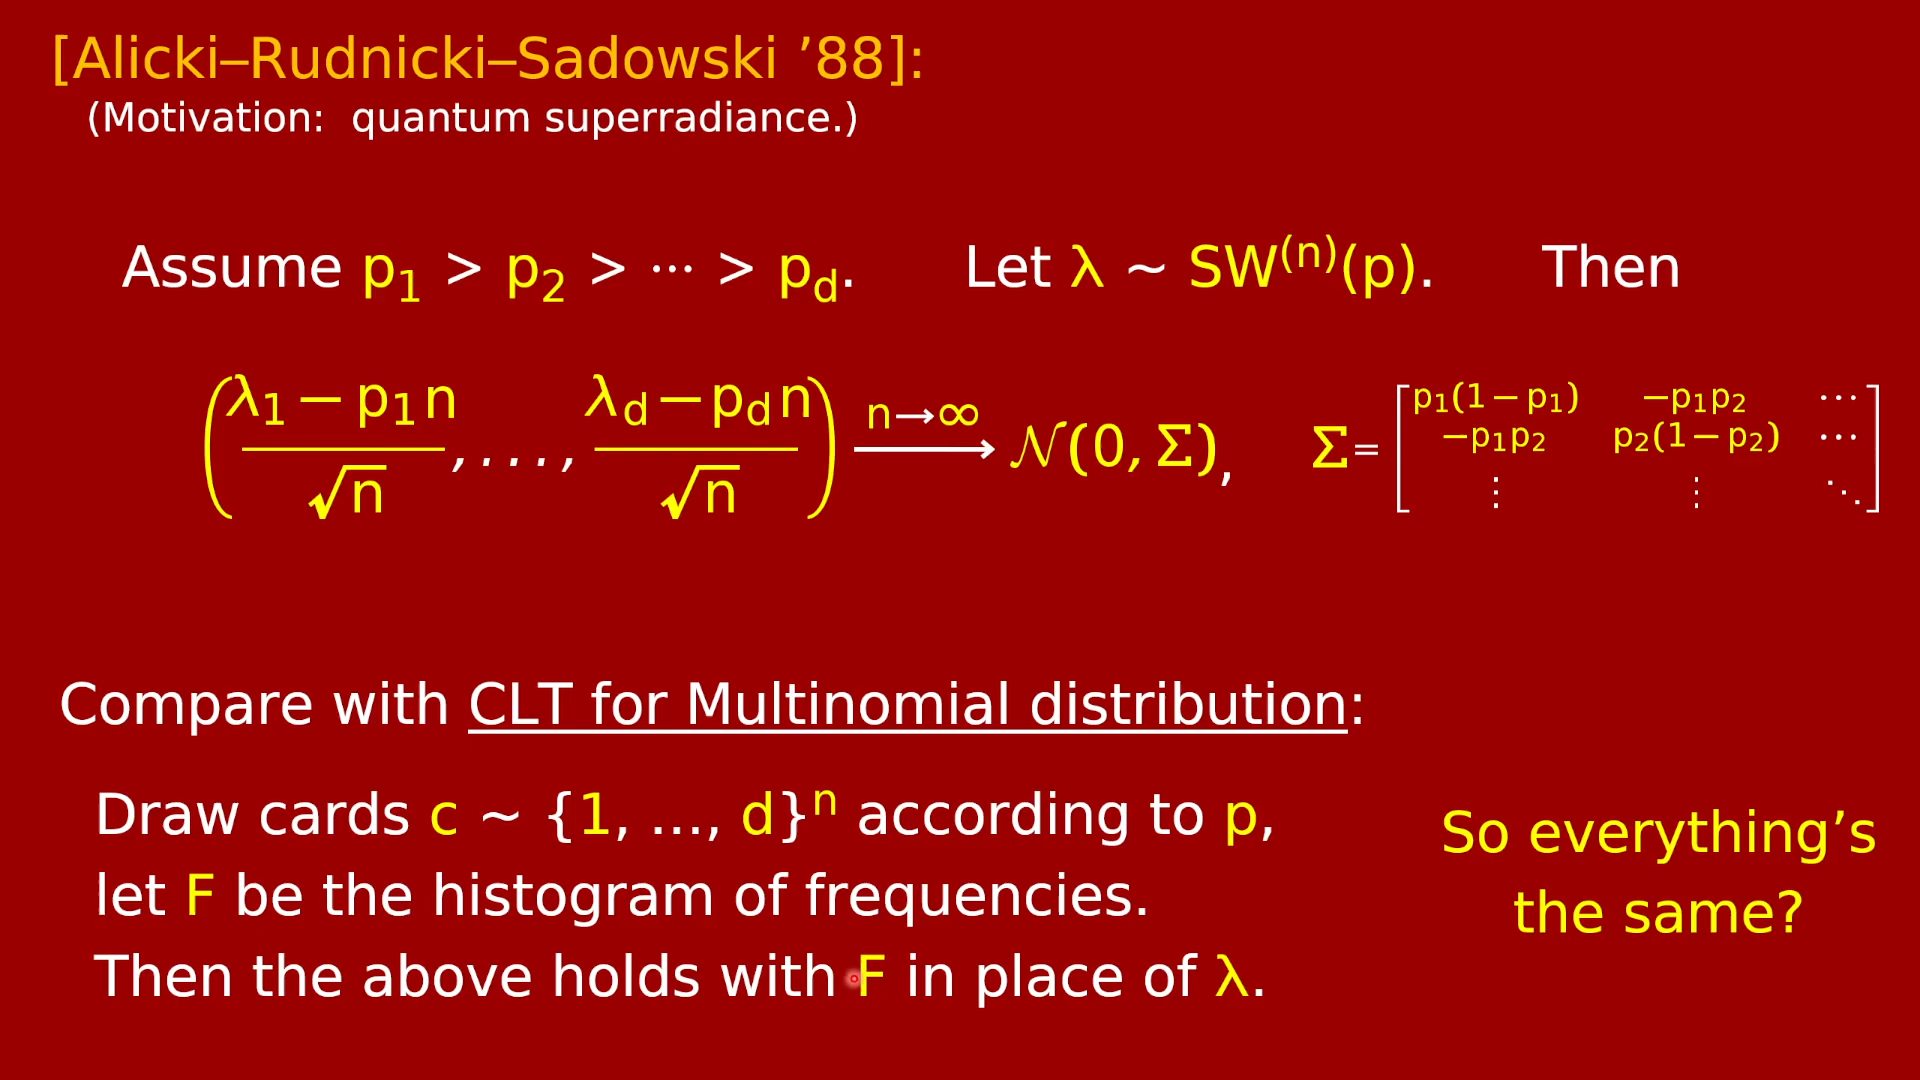 [Alicki–Rudnicki–Sadowski ’88]:
(Motivation: quantum superradiance.)
Assume p₁ > p₂ > ⋯ > p_d. Let λ ~ SW⁽ⁿ⁾(p). Then
( (λ₁ − p₁n)/√n , . . . , (λ_d − p_d n)/√n ) —n→∞→ 𝒩(0, Σ), Σ = [ p₁(1 − p₁) −p₁p₂ ⋯
−p₁p₂ p₂(1 − p₂) ⋯
⋮ ⋮ ⋱ ]
Compare with CLT for Multinomial distribution:
Draw cards c ~ {1, …, d}ⁿ according to p,
let F be the histogram of frequencies.
Then the above holds with F in place of λ.
So everything’s
the same?